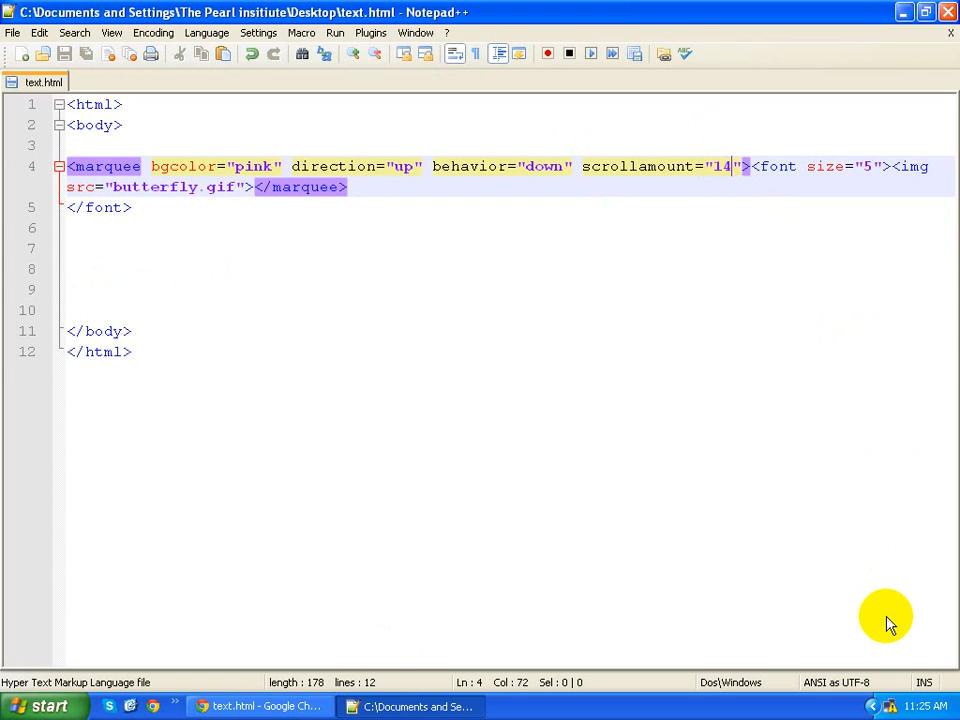 C:\Documents and Settings\The Pearl insitiute\Desktop\text.html - Notepad++
File Edit Search View Encoding Language Settings Macro Run Plugins Window ? X
text.html
1 <html>
2 <body>
3
4 <marquee bgcolor="pink" direction="up" behavior="down" scrollamount="14"><font size="5"><img
src="butterfly.gif"></marquee>
5 </font>
6
7
8
9
10
11 </body>
12 </html>
Hyper Text Markup Language file length : 178 lines : 12 Ln : 4 Col : 72 Sel : 0 | 0 Dos\Windows ANSI as UTF-8 INS
start text.html - Google Ch... C:\Documents and Se... 11:25 AM